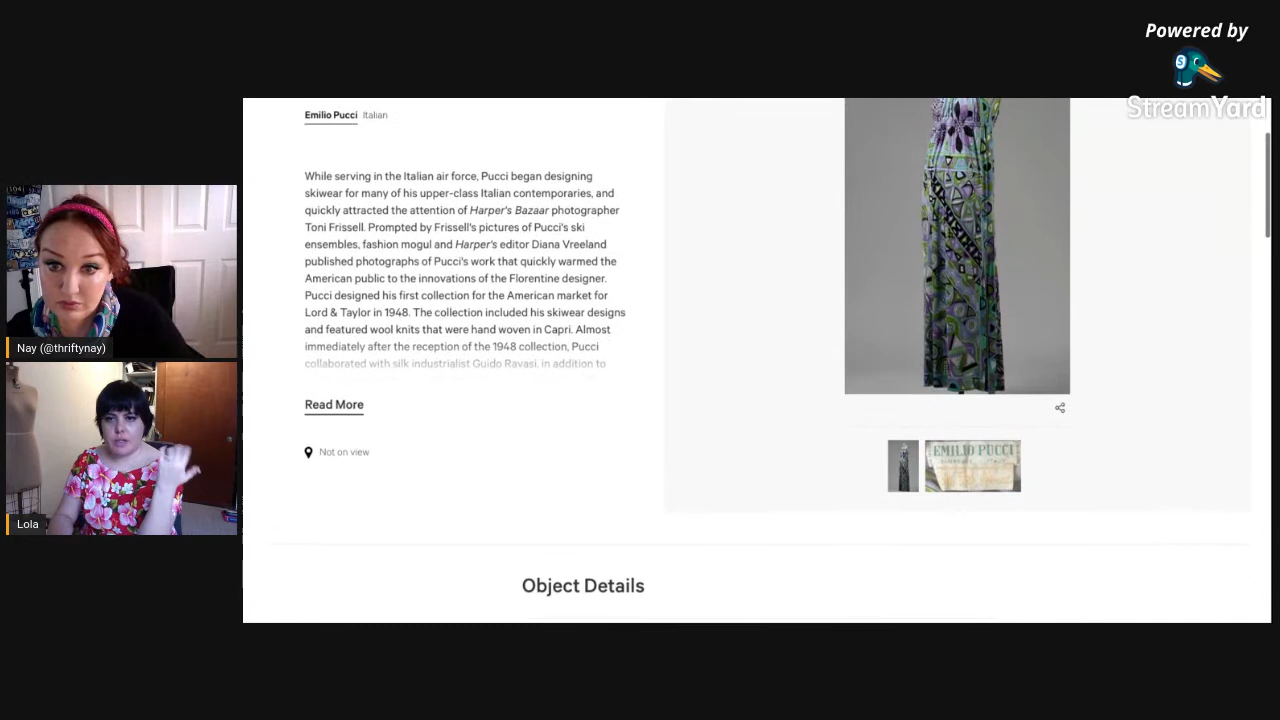 Powered by
StreamYard
Emilio Pucci Italian
While serving in the Italian air force, Pucci began designing
skiwear for many of his upper-class Italian contemporaries, and
quickly attracted the attention of Harper's Bazaar photographer
Toni Frissell. Prompted by Frissell's pictures of Pucci's ski
ensembles, fashion mogul and Harper's editor Diana Vreeland
published photographs of Pucci's work that quickly warmed the
American public to the innovations of the Florentine designer.
Pucci designed his first collection for the American market for
Lord & Taylor in 1948. The collection included his skiwear designs
and featured wool knits that were hand woven in Capri. Almost
immediately after the reception of the 1948 collection, Pucci
collaborated with silk industrialist Guido Ravasi, in addition to
Read More
Not on view
EMILIO PUCCI
Object Details
Nay (@thriftynay)
Lola